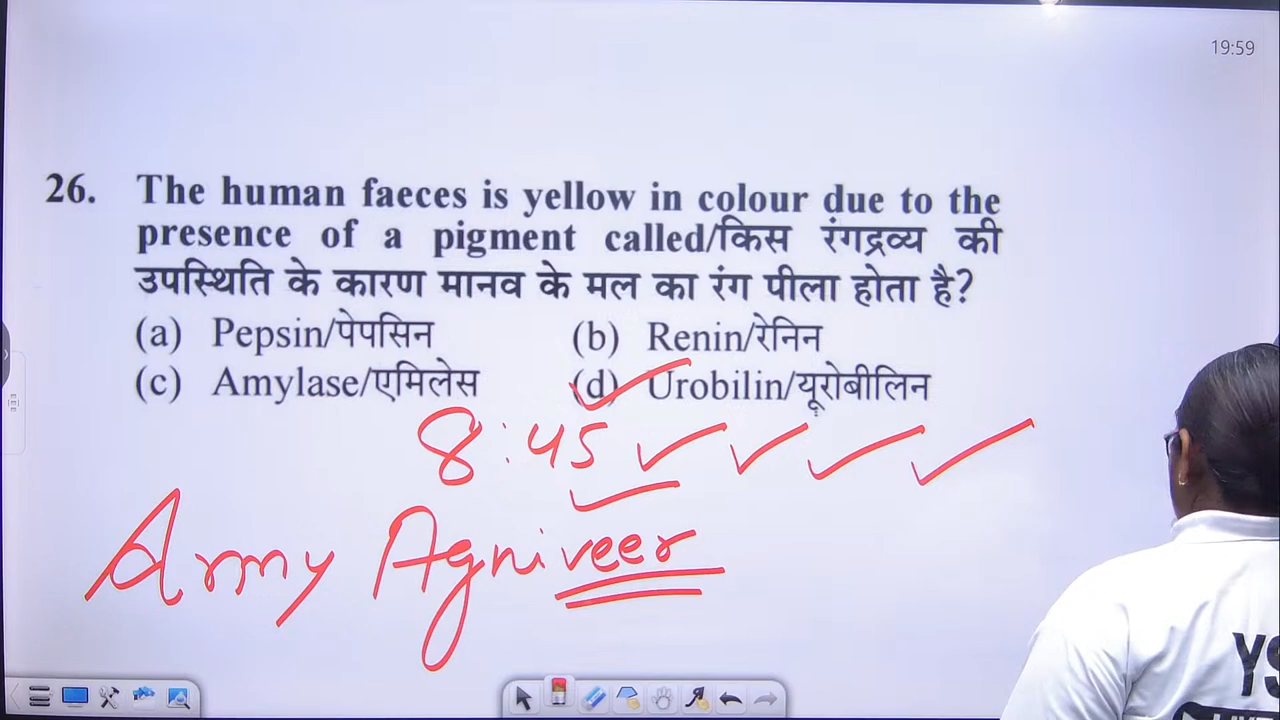 19:59
26. The human faeces is yellow in colour due to the
presence of a pigment called/किस रंगद्रव्य की
उपस्थिति के कारण मानव के मल का रंग पीला होता है?
(a) Pepsin/पेपसिन (b) Renin/रेनिन
(c) Amylase/एमिलेस (d) Urobilin/यूरोबीलिन
8:45
Army Agniveer